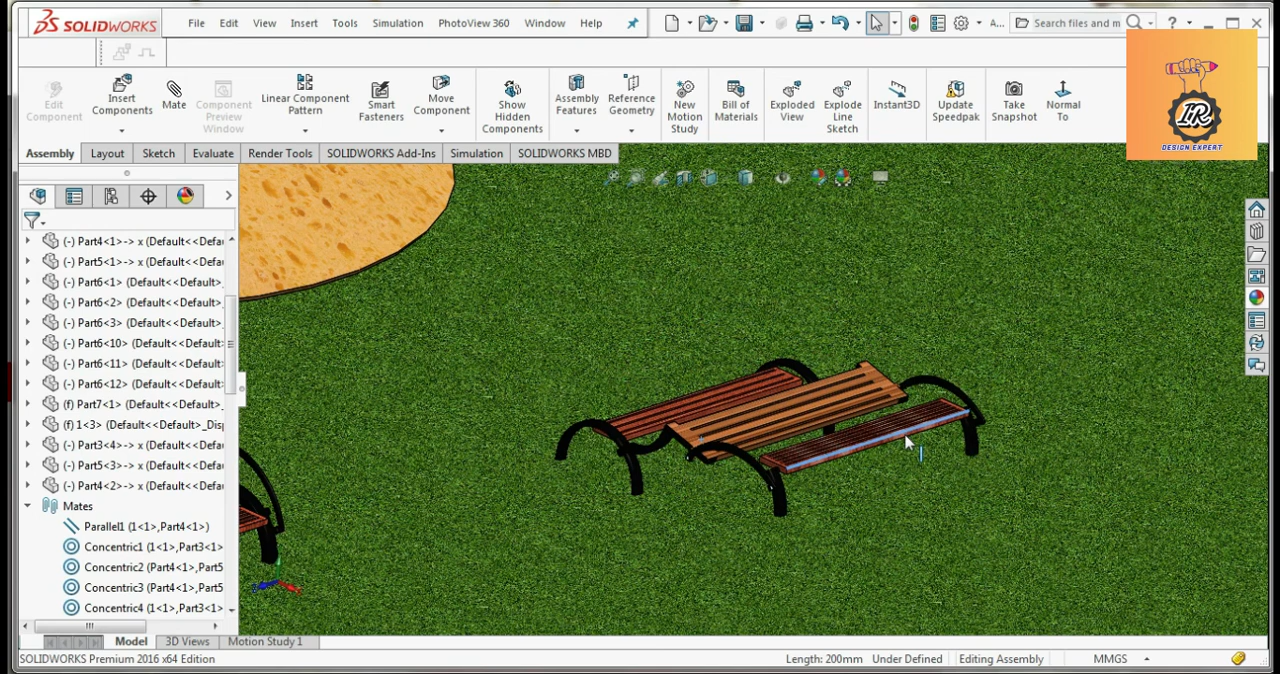 SOLIDWORKS File Edit View Insert Tools Simulation PhotoView 360 Window Help A... Search files and m ?
Edit Component
Insert Components
Mate
Component Preview Window
Linear Component Pattern
Smart Fasteners
Move Component
Show Hidden Components
Assembly Features
Reference Geometry
New Motion Study
Bill of Materials
Exploded View
Explode Line Sketch
Instant3D
Update Speedpak
Take Snapshot
Normal To
IR
DESIGN EXPERT
Assembly Layout Sketch Evaluate Render Tools SOLIDWORKS Add-Ins Simulation SOLIDWORKS MBD
(-) Part4<1>-> x (Default<<Defau
(-) Part5<1>-> x (Default<<Defau
(-) Part6<1> (Default<<Default>_
(-) Part6<2> (Default<<Default>_
(-) Part6<3> (Default<<Default>_
(-) Part6<10> (Default<<Default>
(-) Part6<11> (Default<<Default>
(-) Part6<12> (Default<<Default>
(f) Part7<1> (Default<<Default>_
(f) 1<3> (Default<<Default>_Disp
(-) Part3<4>-> x (Default<<Defau
(-) Part5<3>-> x (Default<<Defau
(-) Part4<2>-> x (Default<<Defau
Mates
Parallel1 (1<1>,Part4<1>)
Concentric1 (1<1>,Part3<1>
Concentric2 (Part4<1>,Part5
Concentric3 (Part4<1>,Part5
Concentric4 (1<1>,Part3<1>
Model 3D Views Motion Study 1
SOLIDWORKS Premium 2016 x64 Edition Length: 200mm Under Defined Editing Assembly MMGS